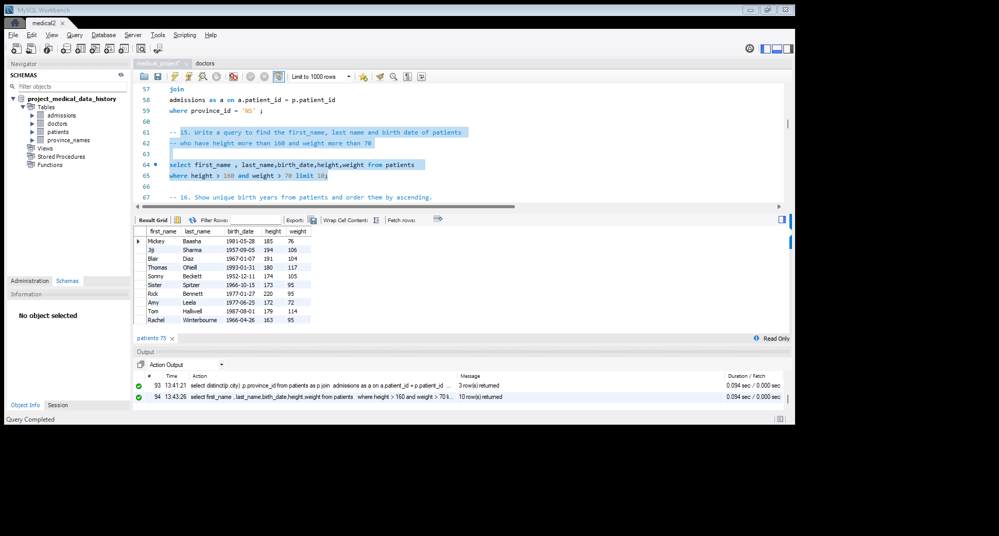 MySQL Workbench
medical2
File Edit View Query Database Server Tools Scripting Help
Navigator
SCHEMAS
Filter objects
project_medical_data_history
Tables
admissions
doctors
patients
province_names
Views
Stored Procedures
Functions
Administration Schemas
Information
No object selected
Object Info Session
medical_project* doctors
Limit to 1000 rows
57 join
58 admissions as a on a.patient_id = p.patient_id
59 where province_id = 'NS' ;
60
61 -- 15. Write a query to find the first_name, last name and birth date of patients
62 -- who have height more than 160 and weight more than 70
63
64 select first_name , last_name,birth_date,height,weight from patients
65 where height > 160 and weight > 70 limit 10;
66
67 -- 16. Show unique birth years from patients and order them by ascending.
Result Grid Filter Rows: Export: Wrap Cell Content: Fetch rows:
first_name last_name birth_date height weight
Mickey Baasha 1981-05-28 185 76
Jiji Sharma 1957-09-05 194 106
Blair Diaz 1967-01-07 191 104
Thomas ONeill 1993-01-31 180 117
Sonny Beckett 1952-12-11 174 105
Sister Spitzer 1966-10-15 173 95
Rick Bennett 1977-01-27 220 95
Amy Leela 1977-06-25 172 72
Tom Halliwell 1987-08-01 179 114
Rachel Winterbourne 1966-04-26 163 95
patients 75 Read Only
Output
Action Output
# Time Action Message Duration / Fetch
93 13:41:21 select distinct(p.city) ,p.province_id from patients as p join admissions as a on a.patient_id = p.patient_id ... 3 row(s) returned 0.094 sec / 0.000 sec
94 13:43:26 select first_name , last_name,birth_date,height,weight from patients where height > 160 and weight > 70 li... 10 row(s) returned 0.094 sec / 0.000 sec
Query Completed